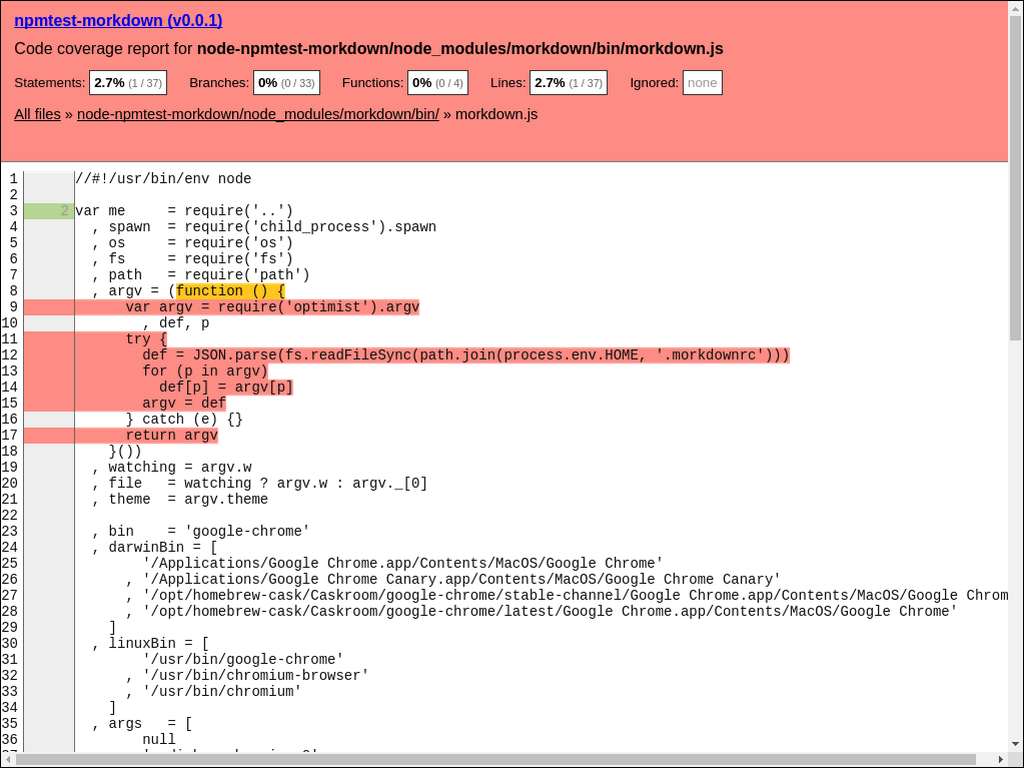 npmtest-morkdown (v0.0.1)
Code coverage report for node-npmtest-morkdown/node_modules/morkdown/bin/morkdown.js
Statements: 2.7% (1 / 37) Branches: 0% (0 / 33) Functions: 0% (0 / 4) Lines: 2.7% (1 / 37) Ignored: none
All files » node-npmtest-morkdown/node_modules/morkdown/bin/ » morkdown.js
1 //#!/usr/bin/env node
2
3 2 var me     = require('..')
4   , spawn  = require('child_process').spawn
5   , os     = require('os')
6   , fs     = require('fs')
7   , path   = require('path')
8   , argv = (function () {
9       var argv = require('optimist').argv
10         , def, p
11       try {
12         def = JSON.parse(fs.readFileSync(path.join(process.env.HOME, '.morkdownrc')))
13         for (p in argv)
14           def[p] = argv[p]
15         argv = def
16       } catch (e) {}
17       return argv
18     }())
19   , watching = argv.w
20   , file   = watching ? argv.w : argv._[0]
21   , theme  = argv.theme
22
23   , bin    = 'google-chrome'
24   , darwinBin = [
25         '/Applications/Google Chrome.app/Contents/MacOS/Google Chrome'
26       , '/Applications/Google Chrome Canary.app/Contents/MacOS/Google Chrome Canary'
27       , '/opt/homebrew-cask/Caskroom/google-chrome/stable-channel/Google Chrome.app/Contents/MacOS/Google Chrom
28       , '/opt/homebrew-cask/Caskroom/google-chrome/latest/Google Chrome.app/Contents/MacOS/Google Chrome'
29     ]
30   , linuxBin = [
31         '/usr/bin/google-chrome'
32       , '/usr/bin/chromium-browser'
33       , '/usr/bin/chromium'
34     ]
35   , args   = [
36         null